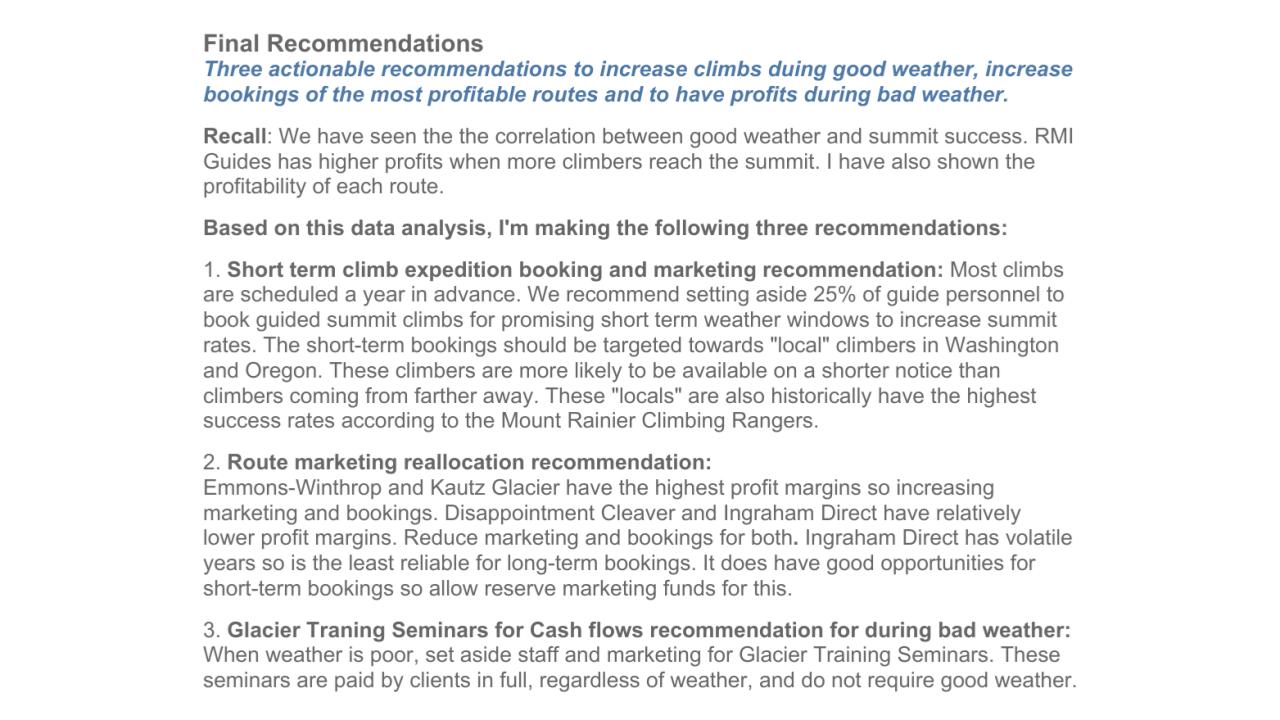 Final Recommendations
Three actionable recommendations to increase climbs duing good weather, increase
bookings of the most profitable routes and to have profits during bad weather.
Recall: We have seen the the correlation between good weather and summit success. RMI
Guides has higher profits when more climbers reach the summit. I have also shown the
profitability of each route.
Based on this data analysis, I'm making the following three recommendations:
1. Short term climb expedition booking and marketing recommendation: Most climbs
are scheduled a year in advance. We recommend setting aside 25% of guide personnel to
book guided summit climbs for promising short term weather windows to increase summit
rates. The short-term bookings should be targeted towards "local" climbers in Washington
and Oregon. These climbers are more likely to be available on a shorter notice than
climbers coming from farther away. These "locals" are also historically have the highest
success rates according to the Mount Rainier Climbing Rangers.
2. Route marketing reallocation recommendation:
Emmons-Winthrop and Kautz Glacier have the highest profit margins so increasing
marketing and bookings. Disappointment Cleaver and Ingraham Direct have relatively
lower profit margins. Reduce marketing and bookings for both. Ingraham Direct has volatile
years so is the least reliable for long-term bookings. It does have good opportunities for
short-term bookings so allow reserve marketing funds for this.
3. Glacier Traning Seminars for Cash flows recommendation for during bad weather:
When weather is poor, set aside staff and marketing for Glacier Training Seminars. These
seminars are paid by clients in full, regardless of weather, and do not require good weather.